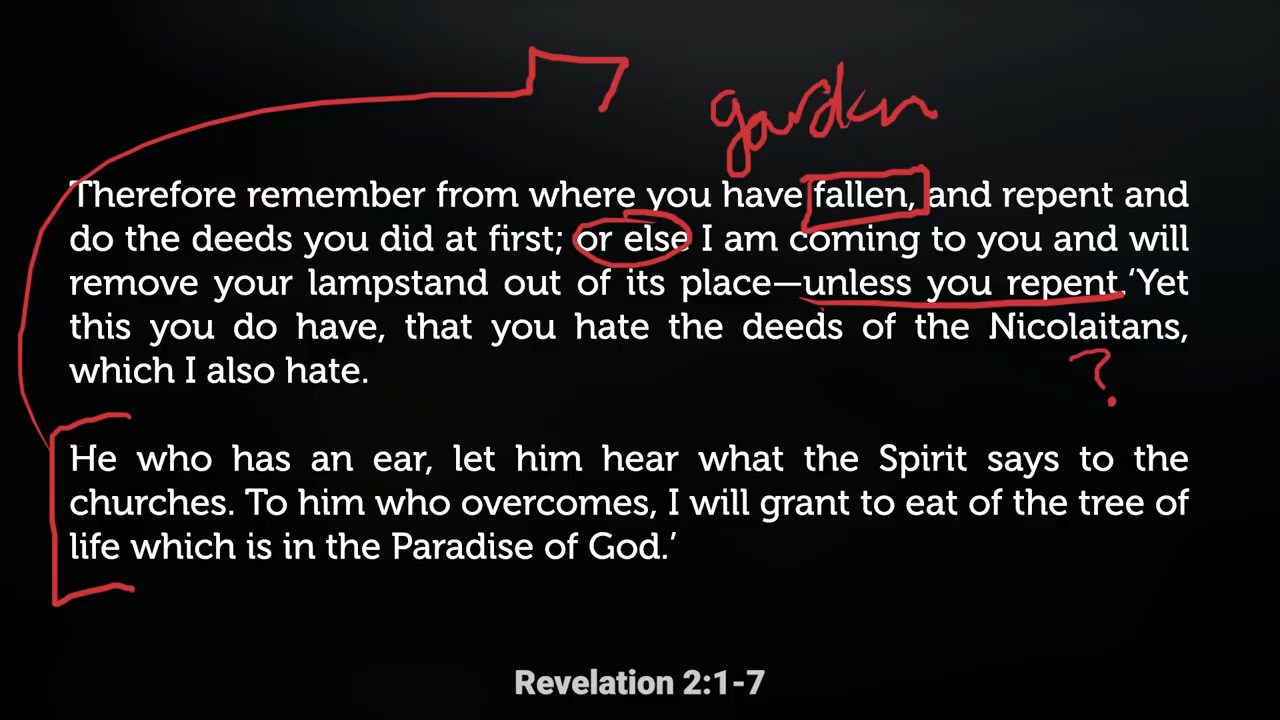 garden
Therefore remember from where you have fallen, and repent and
do the deeds you did at first; or else I am coming to you and will
remove your lampstand out of its place—unless you repent.‘Yet
this you do have, that you hate the deeds of the Nicolaitans,
which I also hate.
?
He who has an ear, let him hear what the Spirit says to the
churches. To him who overcomes, I will grant to eat of the tree of
life which is in the Paradise of God.’
Revelation 2:1-7